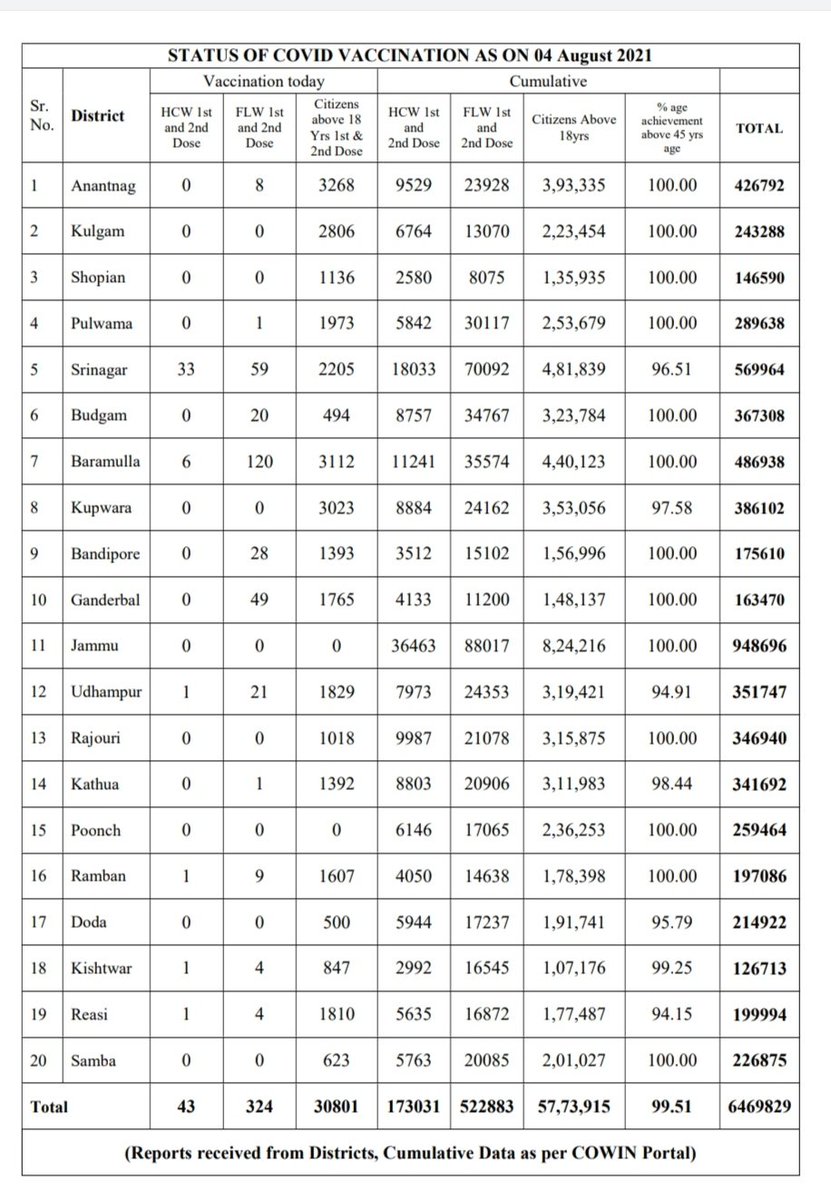 STATUS OF COVID VACCINATION AS ON 04 August 2021
Sr. No. District Vaccination today Cumulative
HCW 1st and 2nd Dose FLW 1st and 2nd Dose Citizens above 18 Yrs 1st & 2nd Dose HCW 1st and 2nd Dose FLW 1st and 2nd Dose Citizens Above 18yrs % age achievement above 45 yrs age TOTAL
1 Anantnag 0 8 3268 9529 23928 3,93,335 100.00 426792
2 Kulgam 0 0 2806 6764 13070 2,23,454 100.00 243288
3 Shopian 0 0 1136 2580 8075 1,35,935 100.00 146590
4 Pulwama 0 1 1973 5842 30117 2,53,679 100.00 289638
5 Srinagar 33 59 2205 18033 70092 4,81,839 96.51 569964
6 Budgam 0 20 494 8757 34767 3,23,784 100.00 367308
7 Baramulla 6 120 3112 11241 35574 4,40,123 100.00 486938
8 Kupwara 0 0 3023 8884 24162 3,53,056 97.58 386102
9 Bandipore 0 28 1393 3512 15102 1,56,996 100.00 175610
10 Ganderbal 0 49 1765 4133 11200 1,48,137 100.00 163470
11 Jammu 0 0 0 36463 88017 8,24,216 100.00 948696
12 Udhampur 1 21 1829 7973 24353 3,19,421 94.91 351747
13 Rajouri 0 0 1018 9987 21078 3,15,875 100.00 346940
14 Kathua 0 1 1392 8803 20906 3,11,983 98.44 341692
15 Poonch 0 0 0 6146 17065 2,36,253 100.00 259464
16 Ramban 1 9 1607 4050 14638 1,78,398 100.00 197086
17 Doda 0 0 500 5944 17237 1,91,741 95.79 214922
18 Kishtwar 1 4 847 2992 16545 1,07,176 99.25 126713
19 Reasi 1 4 1810 5635 16872 1,77,487 94.15 199994
20 Samba 0 0 623 5763 20085 2,01,027 100.00 226875
Total 43 324 30801 173031 522883 57,73,915 99.51 6469829
(Reports received from Districts, Cumulative Data as per COWIN Portal)